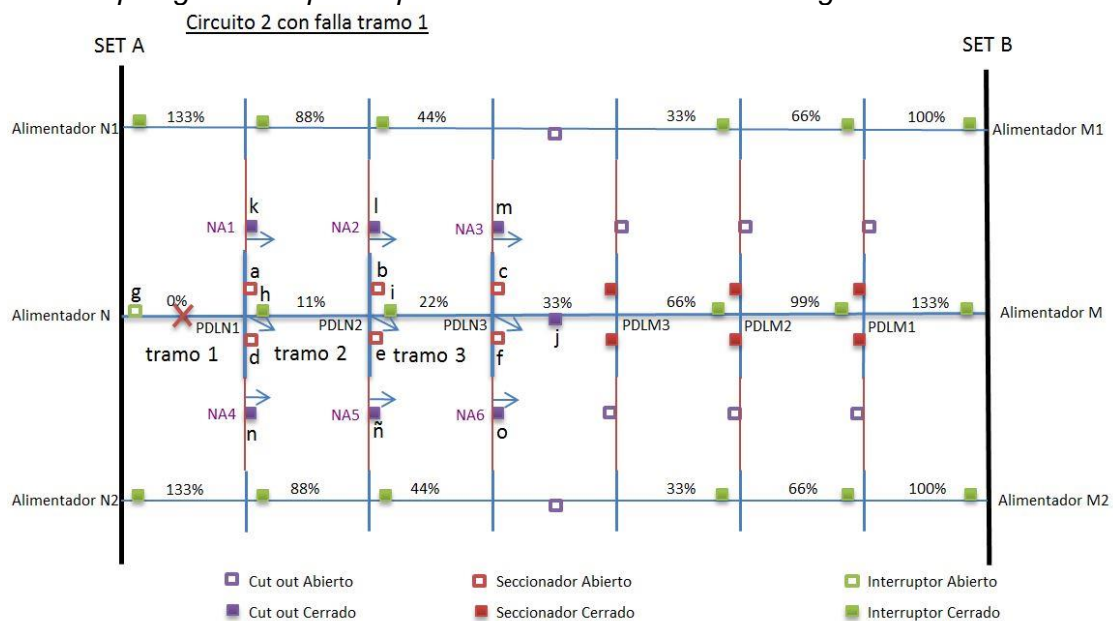 Circuito 2 con falla tramo 1
SET A
SET B
133% 88% 44% 33% 66% 100%
Alimentador N1
Alimentador M1
k l m
NA1 NA2 NA3
a b c
g h i
0% 11% 22% 33% 66% 99% 133%
Alimentador N
Alimentador M
PDLN1 PDLN2 PDLN3 PDLM3 PDLM2 PDLM1
j
tramo 1 d tramo 2 e tramo 3 f
NA4 NA5 NA6
n ñ o
133% 88% 44% 33% 66% 100%
Alimentador N2
Alimentador M2
Cut out Abierto Seccionador Abierto Interruptor Abierto
Cut out Cerrado Seccionador Cerrado Interruptor Cerrado